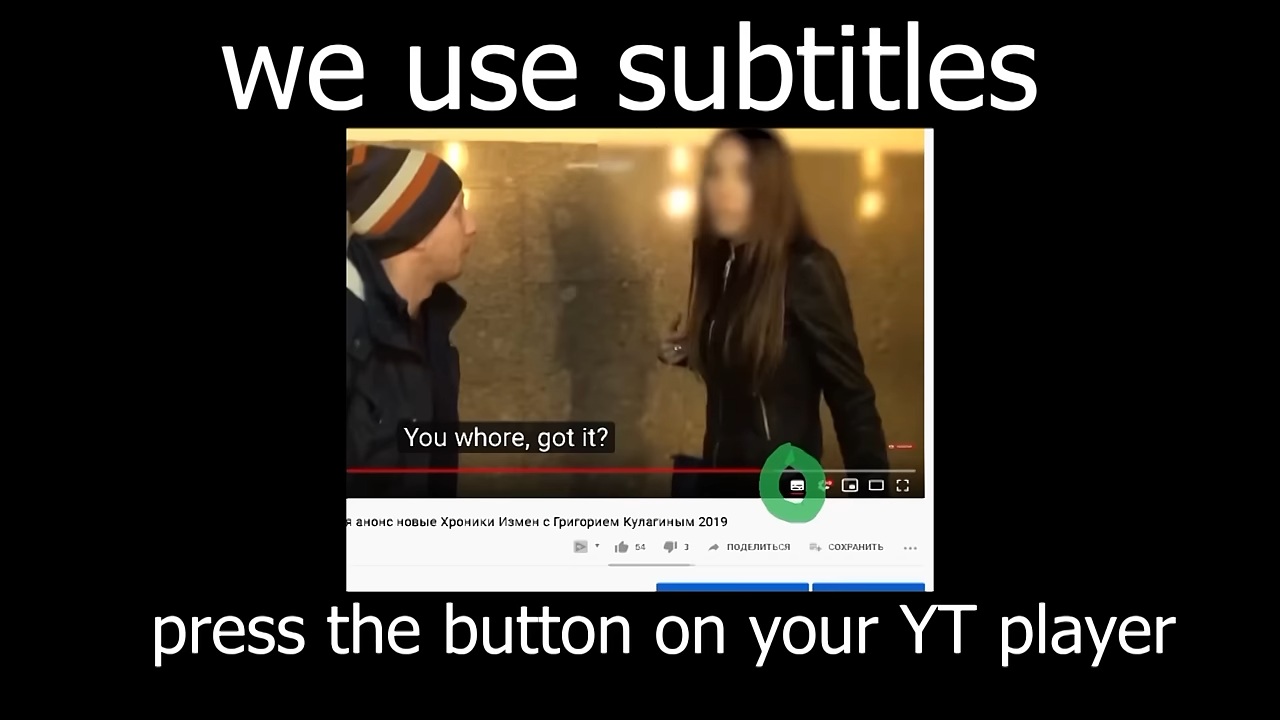 we use subtitles
You whore, got it?
я анонс новые Хроники Измен с Григорием Кулагиным 2019
54 3 ПОДЕЛИТЬСЯ СОХРАНИТЬ
press the button on your YT player